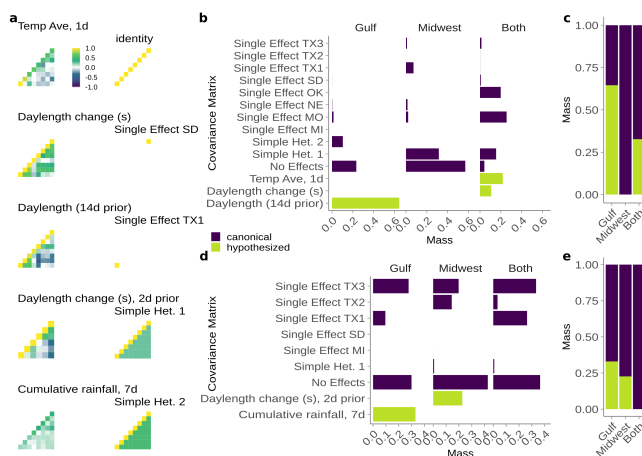 a
Temp Ave, 1d
identity
1.0
0.5
0.0
-0.5
-1.0
Daylength change (s)
Single Effect SD
Daylength (14d prior)
Single Effect TX1
Daylength change (s), 2d prior
Simple Het. 1
Cumulative rainfall, 7d
Simple Het. 2
b
Gulf Midwest Both
Covariance Matrix
Single Effect TX3
Single Effect TX2
Single Effect TX1
Single Effect SD
Single Effect OK
Single Effect NE
Single Effect MO
Single Effect MI
Simple Het. 2
Simple Het. 1
No Effects
Temp Ave, 1d
Daylength change (s)
Daylength (14d prior)
0.0 0.2 0.4 0.6 0.0 0.2 0.4 0.6 0.0 0.2 0.4 0.6
Mass
canonical
hypothesized
c
Mass
1.00
0.75
0.50
0.25
0.00
Gulf
Midwest
Both
d
Gulf Midwest Both
Covariance Matrix
Single Effect TX3
Single Effect TX2
Single Effect TX1
Single Effect SD
Single Effect MI
Simple Het. 1
No Effects
Daylength change (s), 2d prior
Cumulative rainfall, 7d
0.0 0.1 0.2 0.3 0.4 0.0 0.1 0.2 0.3 0.4 0.0 0.1 0.2 0.3 0.4
Mass
e
Mass
1.00
0.75
0.50
0.25
0.00
Gulf
Midwest
Both